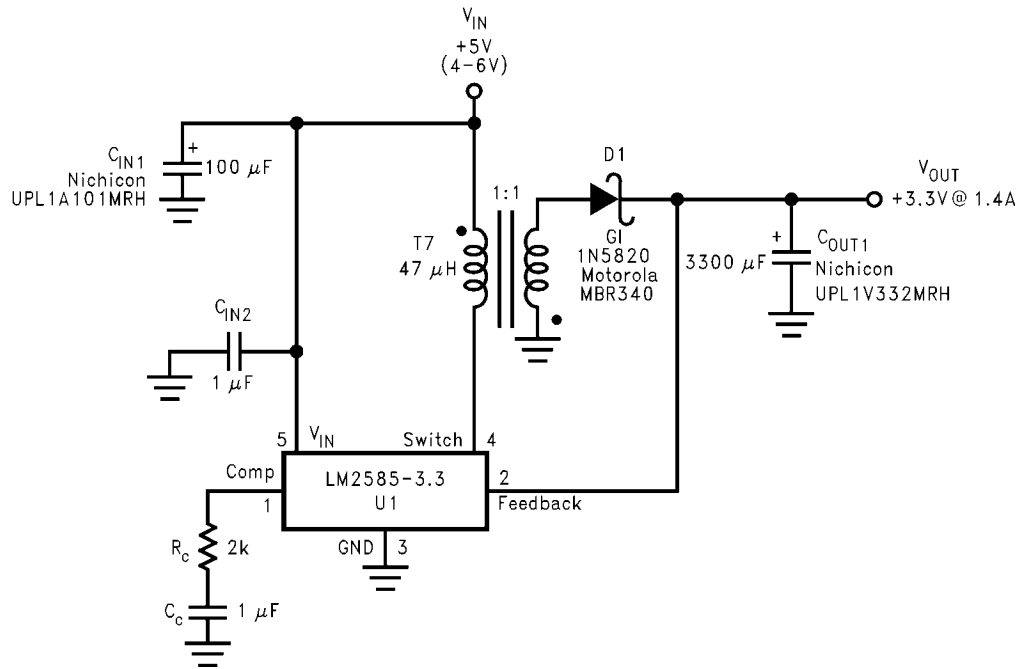 V_IN
+5V
(4-6V)
C_IN1
Nichicon
UPL1A101MRH
+
100 μF
D1
1:1
V_OUT
+3.3V@ 1.4A
T7
47 μH
GI
1N5820
Motorola
MBR340
3300 μF
+
C_OUT1
Nichicon
UPL1V332MRH
C_IN2
1 μF
5
V_IN
Switch
4
Comp
1
LM2585-3.3
U1
2
Feedback
GND
3
R_c
2k
C_c
1 μF